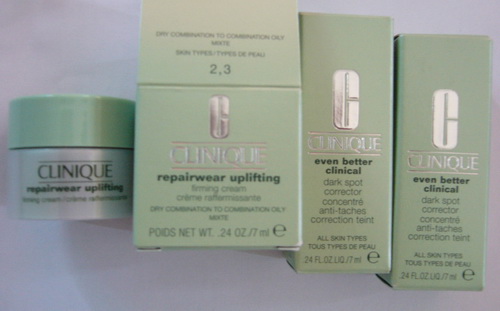 CLINIQUE
repairwear uplifting
firming cream/crème raffermissante
DRY COMBINATION TO COMBINATION OILY
MIXTE
SKIN TYPES/TYPES DE PEAU
2,3
CLINIQUE
repairwear uplifting
firming cream
crème raffermissante
DRY COMBINATION TO COMBINATION OILY
MIXTE
POIDS NET WT. .24 OZ./7 ml e
CLINIQUE
even better
clinical
dark spot
corrector
concentré
anti-taches
correction teint
ALL SKIN TYPES
TOUS TYPES DE PEAU
.24 FL.OZ.LIQ./7 ml e
CLINIQUE
even better
clinical
dark spot
corrector
concentré
anti-taches
correction teint
ALL SKIN TYPES
TOUS TYPES DE PEAU
.24 FL.OZ.LIQ./7 ml e